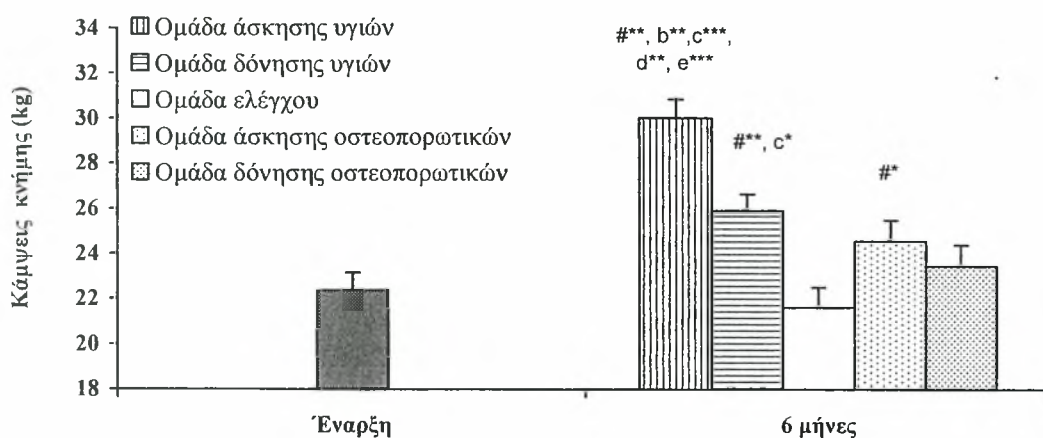 Κάμψεις κνήμης (kg)
34
32
30
28
26
24
22
20
18
Ομάδα άσκησης υγιών
Ομάδα δόνησης υγιών
Ομάδα ελέγχου
Ομάδα άσκησης οστεοπορωτικών
Ομάδα δόνησης οστεοπορωτικών
#**, b**,c***,
d**, e***
#**, c*
#*
Έναρξη
6 μήνες